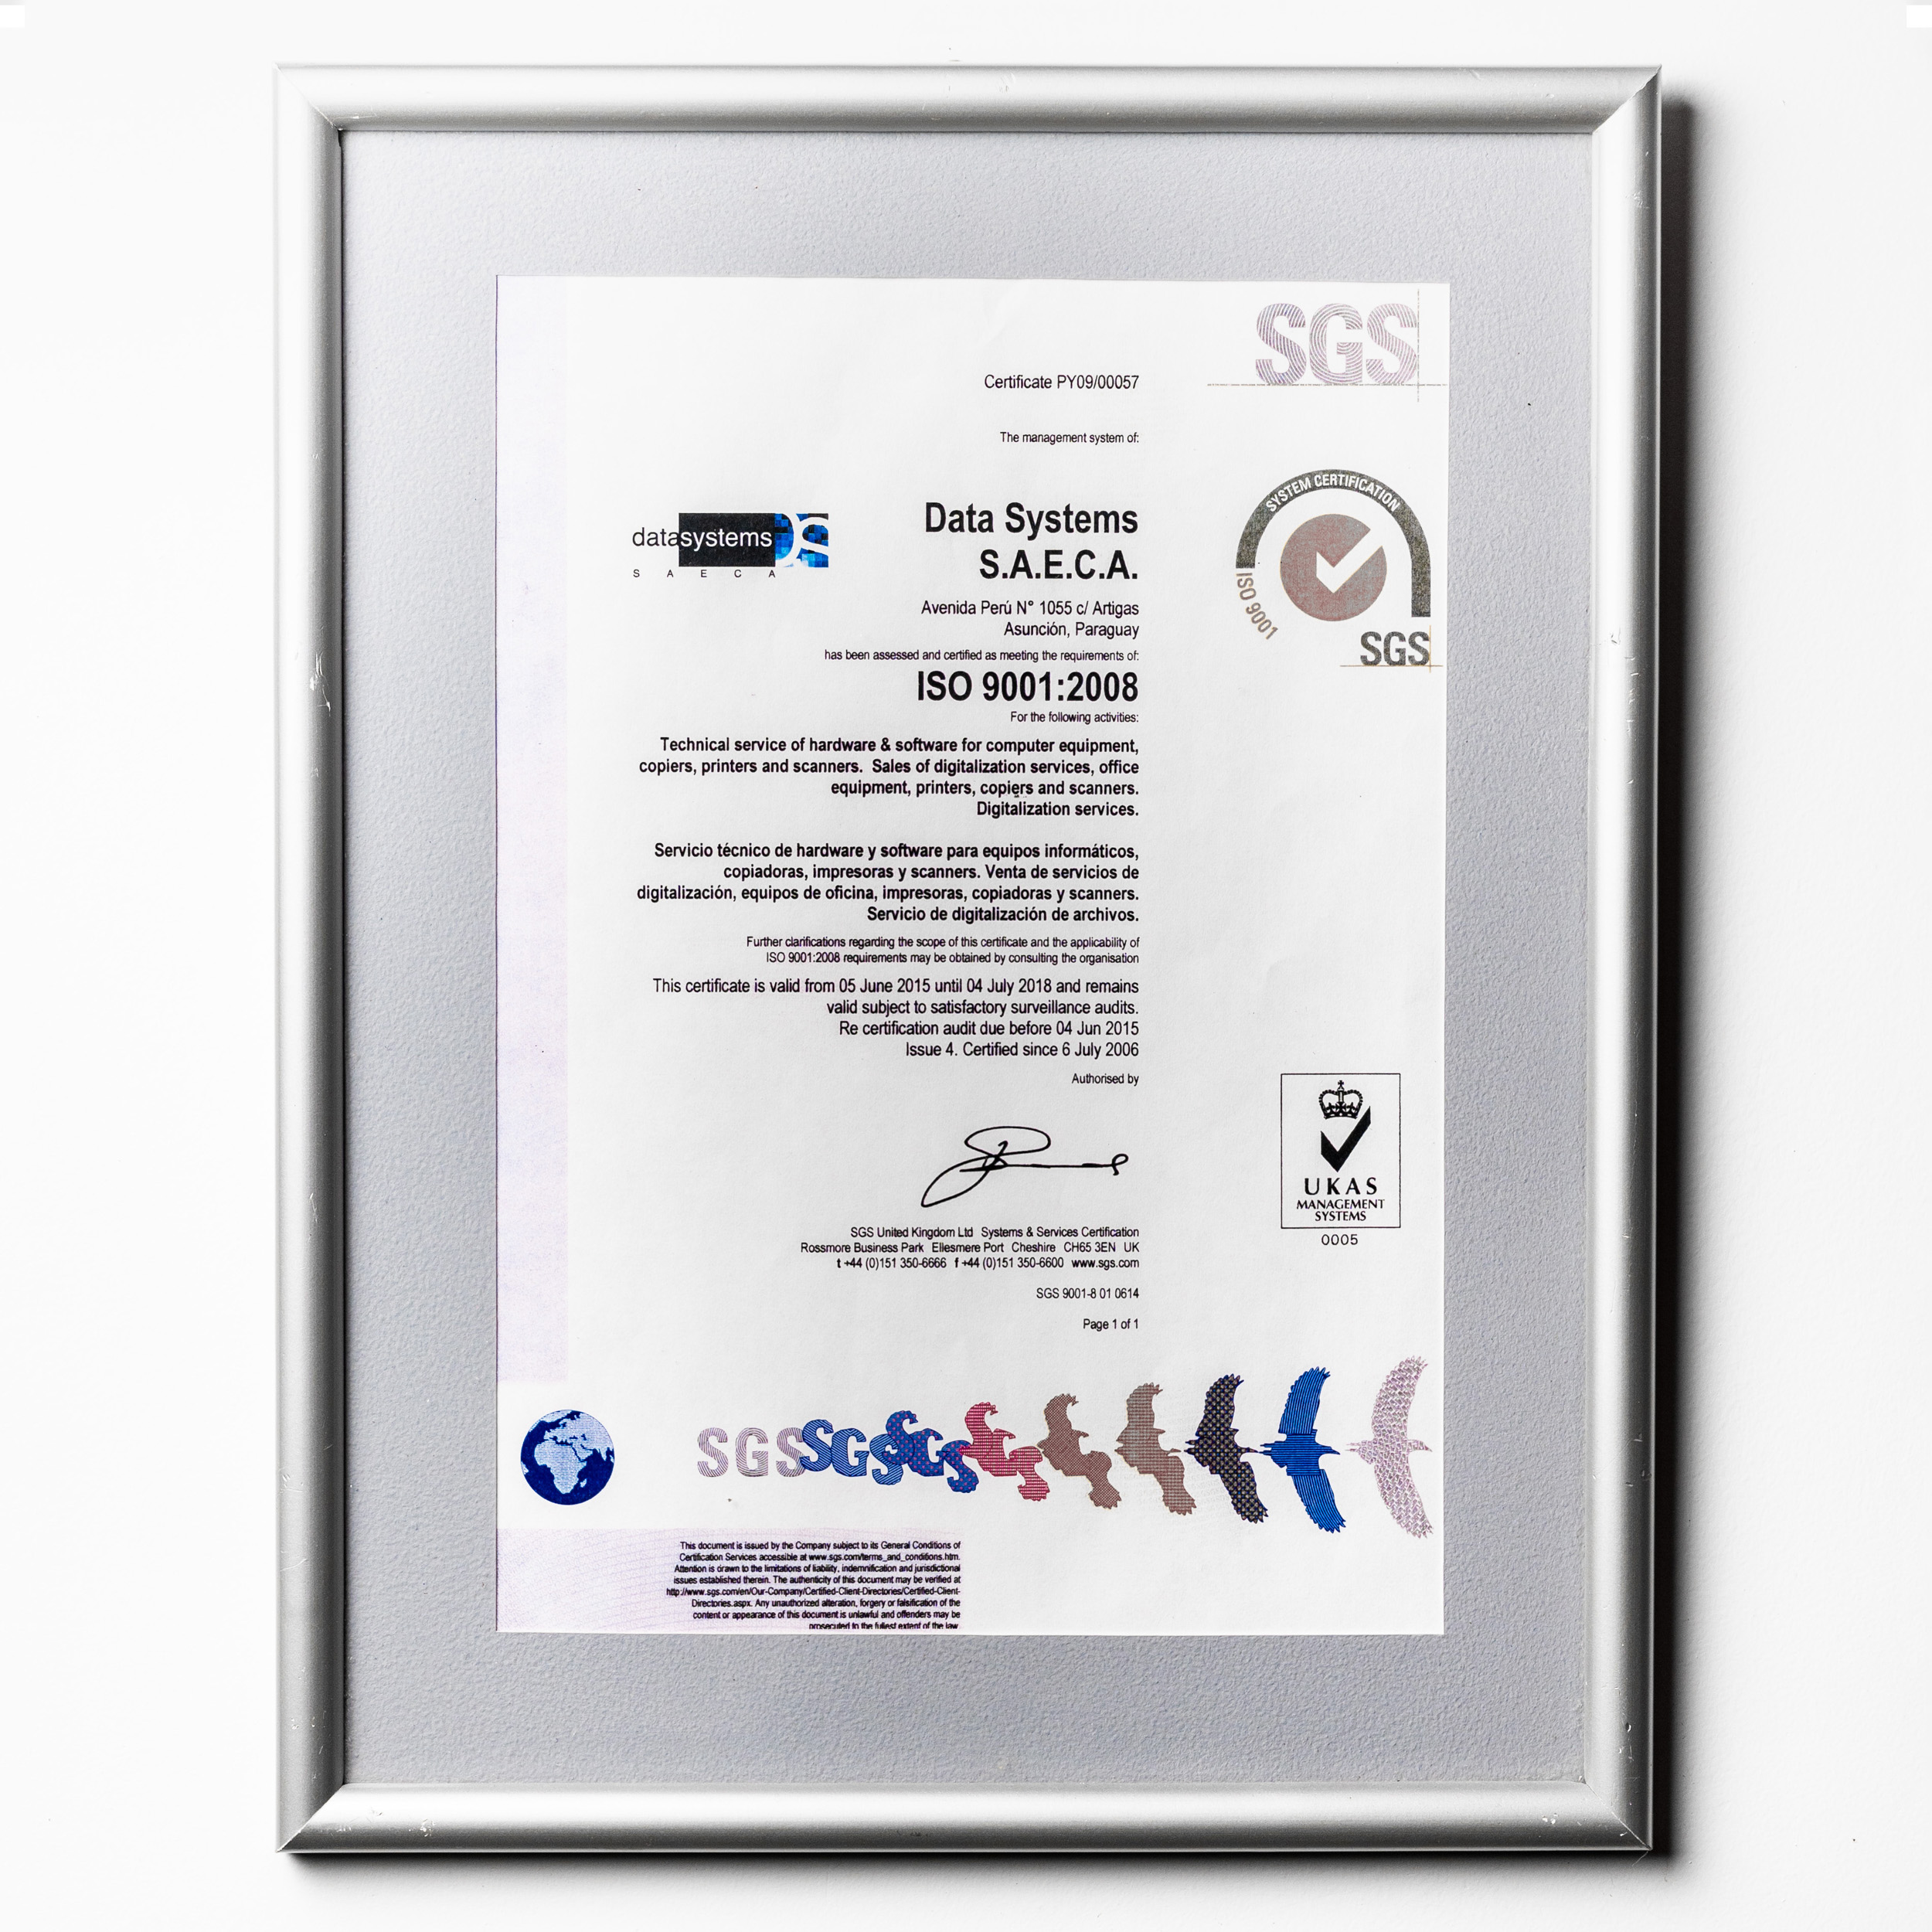 SGS
Certificate PY09/00057
The management system of:
datasystems DS
S A E C A
Data Systems
S.A.E.C.A.
SYSTEM CERTIFICATION
ISO 9001
SGS
Avenida Perú N° 1055 c/ Artigas
Asunción, Paraguay
has been assessed and certified as meeting the requirements of:
ISO 9001:2008
For the following activities:
Technical service of hardware & software for computer equipment,
copiers, printers and scanners. Sales of digitalization services, office
equipment, printers, copiers and scanners.
Digitalization services.
Servicio técnico de hardware y software para equipos informáticos,
copiadoras, impresoras y scanners. Venta de servicios de
digitalización, equipos de oficina, impresoras, copiadoras y scanners.
Servicio de digitalización de archivos.
Further clarifications regarding the scope of this certificate and the applicability of
ISO 9001:2008 requirements may be obtained by consulting the organisation
This certificate is valid from 05 June 2015 until 04 July 2018 and remains
valid subject to satisfactory surveillance audits.
Re certification audit due before 04 Jun 2015
Issue 4. Certified since 6 July 2006
Authorised by
UKAS
MANAGEMENT
SYSTEMS
0005
SGS United Kingdom Ltd Systems & Services Certification
Rossmore Business Park Ellesmere Port Cheshire CH65 3EN UK
t +44 (0)151 350-6666 f +44 (0)151 350-6600 www.sgs.com
SGS 9001-8 01 0614
Page 1 of 1
SGS SGS SGS
This document is issued by the Company subject to its General Conditions of
Certification Services accessible at www.sgs.com/terms_and_conditions.htm.
Attention is drawn to the limitations of liability, indemnification and jurisdictional
issues established therein. The authenticity of this document may be verified at
http://www.sgs.com/en/Our-Company/Certified-Client-Directories/Certified-Client-
Directories.aspx. Any unauthorized alteration, forgery or falsification of the
content or appearance of this document is unlawful and offenders may be
prosecuted to the fullest extent of the law.